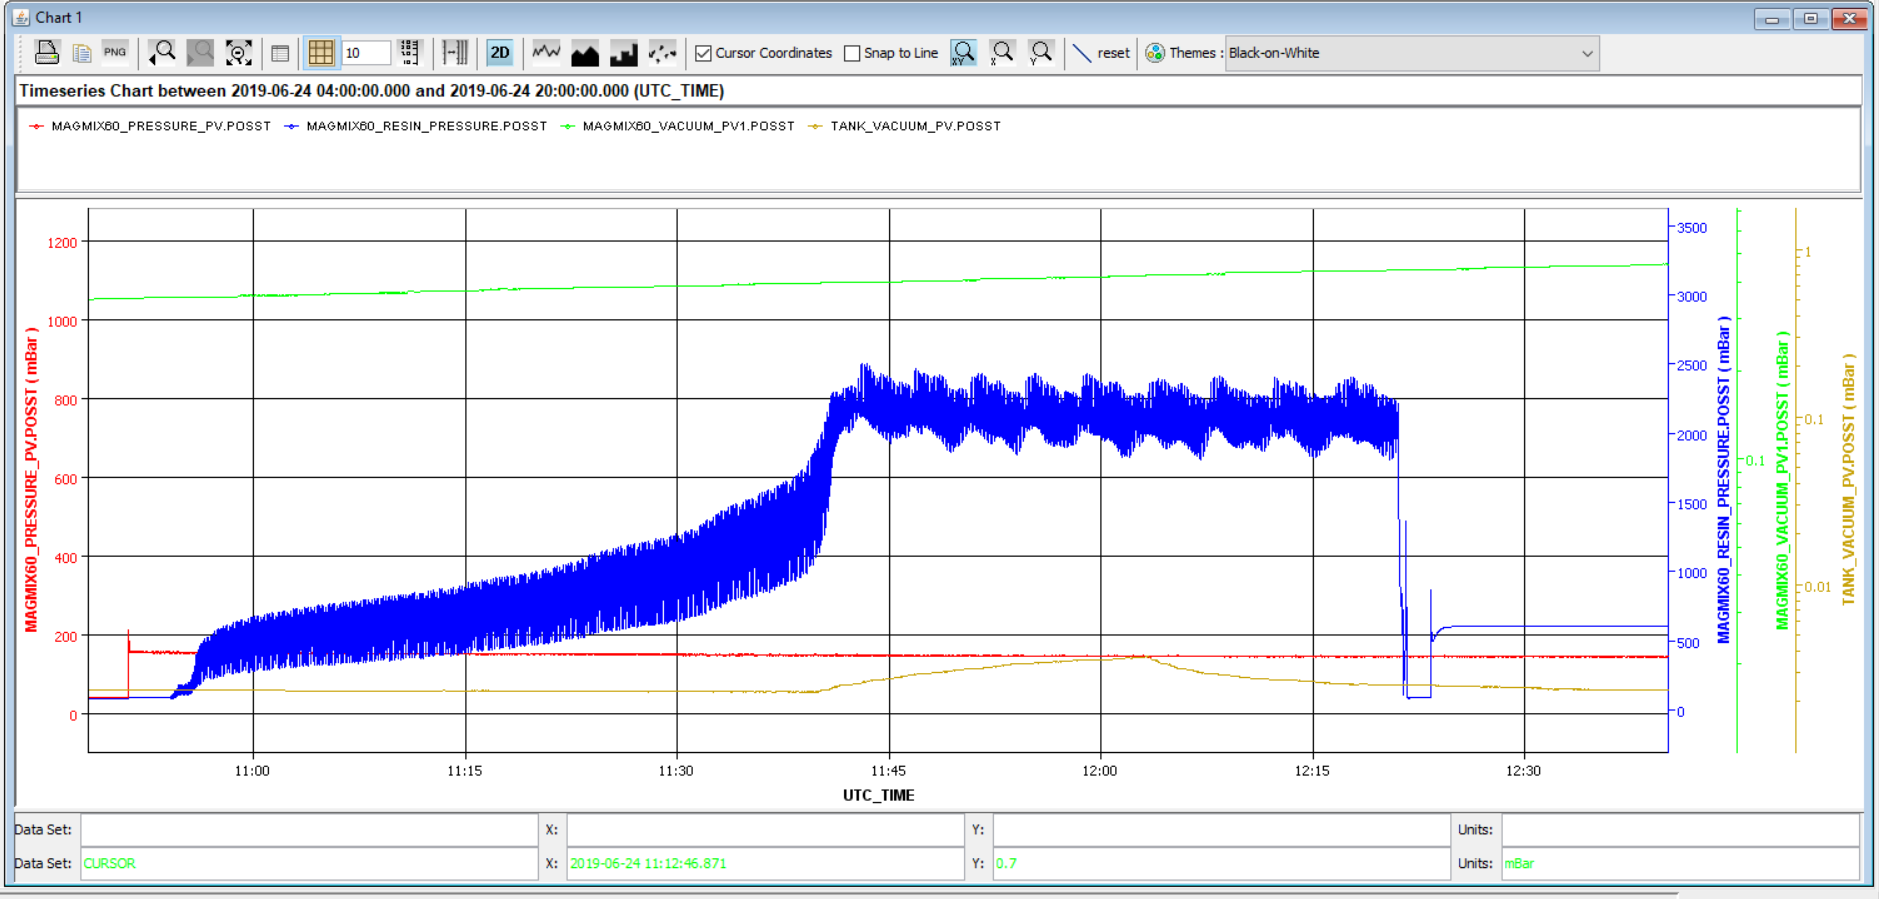 Chart 1
PNG 10 2D Cursor Coordinates Snap to Line XY X Y reset Themes : Black-on-White
Timeseries Chart between 2019-06-24 04:00:00.000 and 2019-06-24 20:00:00.000 (UTC_TIME)
MAGMIX60_PRESSURE_PV.POSST MAGMIX60_RESIN_PRESSURE.POSST MAGMIX60_VACUUM_PV1.POSST TANK_VACUUM_PV.POSST
MAGMIX60_PRESSURE_PV.POSST ( mBar )
1200
1000
800
600
400
200
0
3500
3000
2500
2000
1500
1000
500
0
MAGMIX60_RESIN_PRESSURE.POSST ( mBar )
0.1
MAGMIX60_VACUUM_PV1.POSST ( mBar )
1
0.1
0.01
TANK_VACUUM_PV.POSST ( mBar )
11:00 11:15 11:30 11:45 12:00 12:15 12:30
UTC_TIME
Data Set: X: Y: Units:
Data Set: CURSOR X: 2019-06-24 11:12:46.871 Y: 0.7 Units: mBar